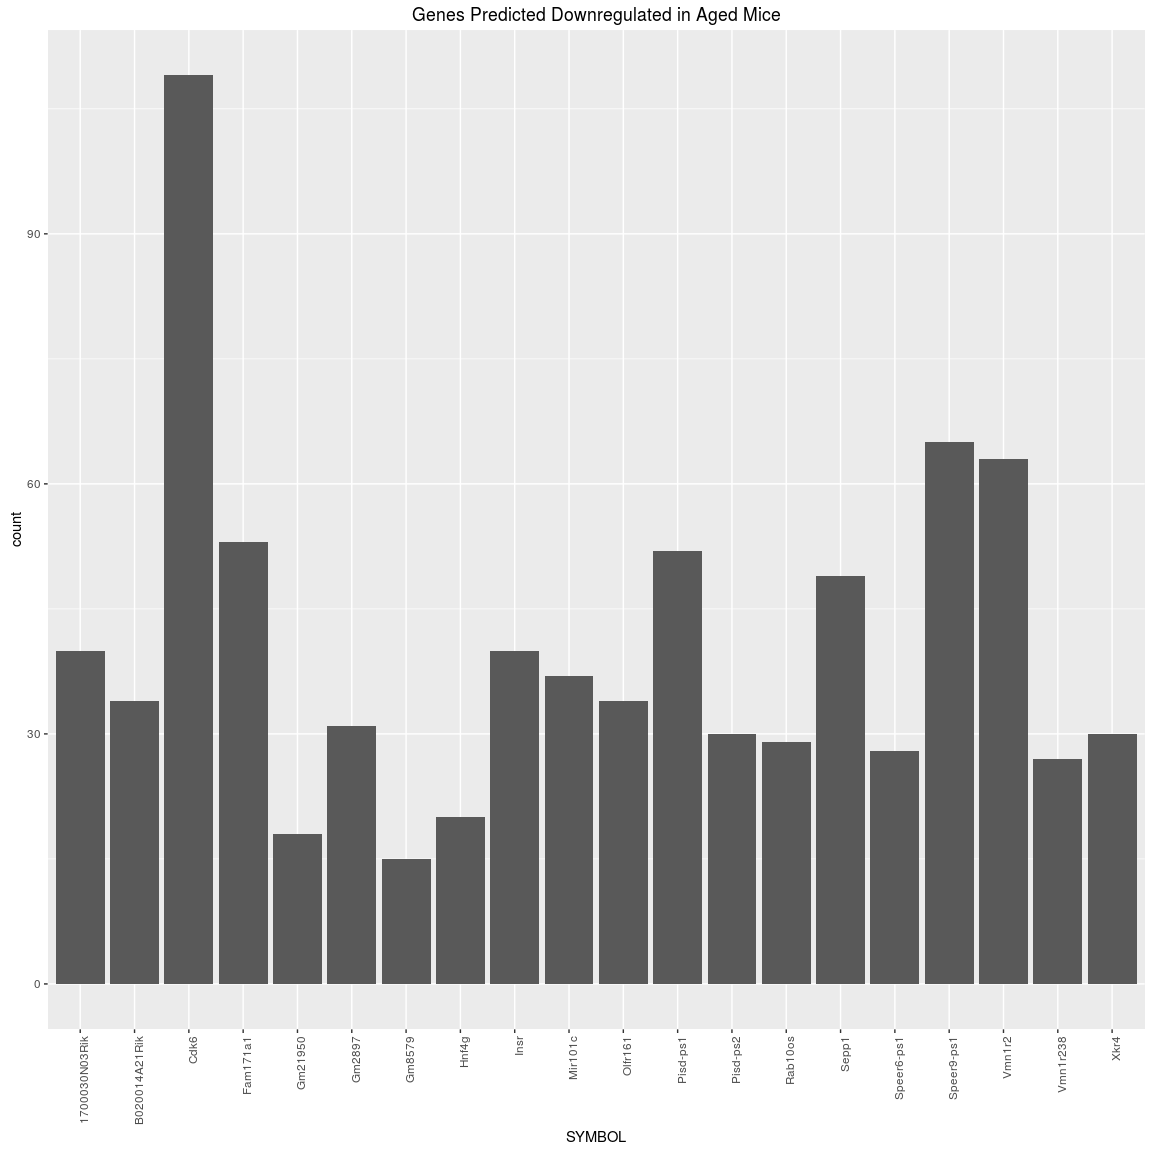 Genes Predicted Downregulated in Aged Mice
90
60
30
0
count
1700030N03Rik
B020014A21Rik
Cdk6
Fam171a1
Gm21950
Gm2897
Gm8579
Hnf4g
Insr
Mir101c
Olfr161
Pisd-ps1
Pisd-ps2
Rab10os
Sepp1
Speer6-ps1
Speer9-ps1
Vmn1r2
Vmn1r238
Xkr4
SYMBOL